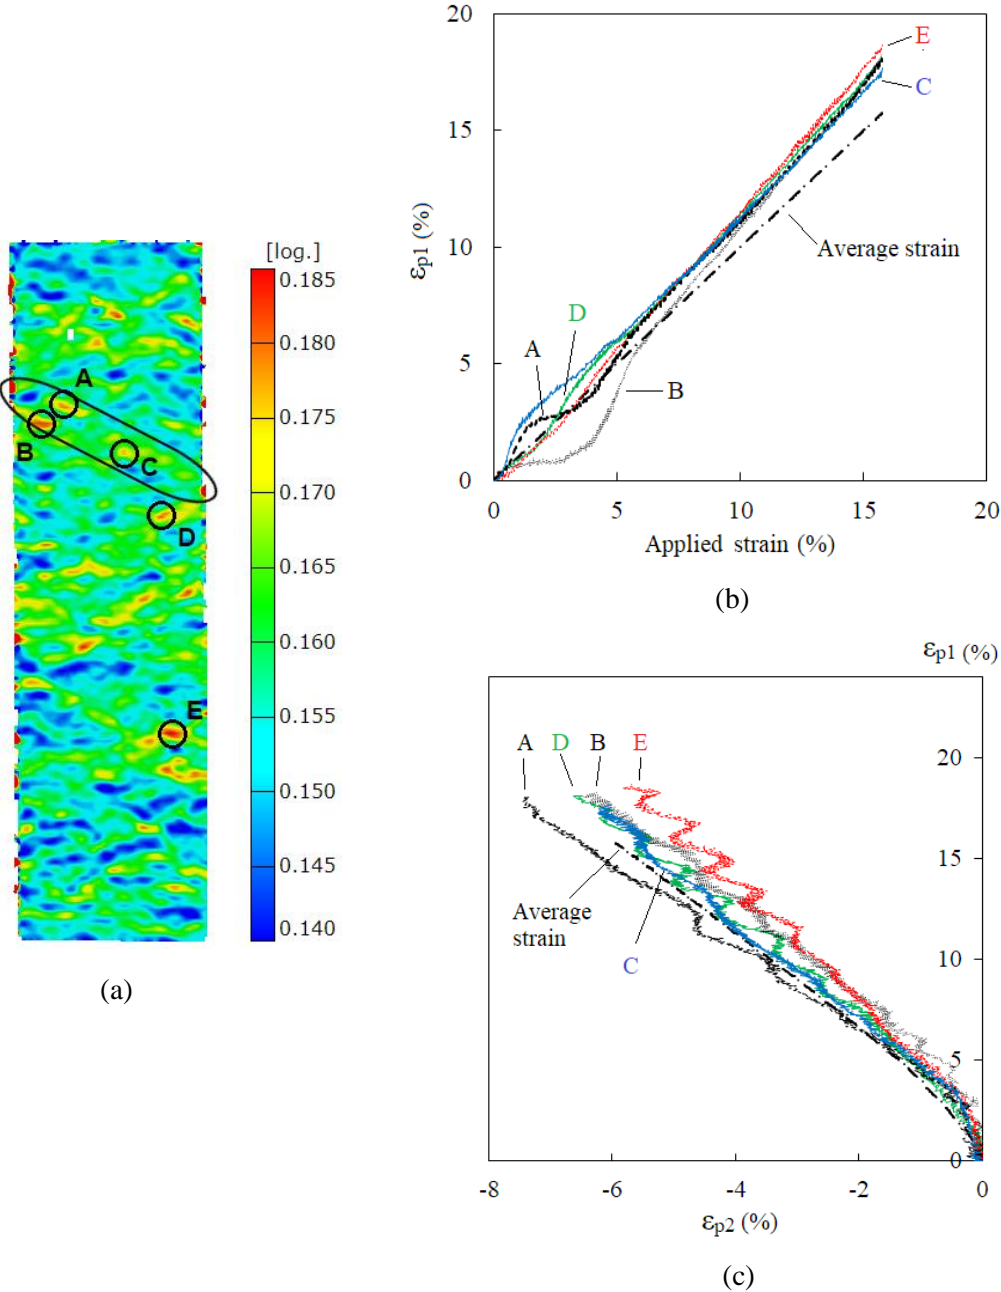 [log.]
0.185
0.180
0.175
0.170
0.165
0.160
0.155
0.150
0.145
0.140
A
B
C
D
E
(a)
20
15
10
5
0
εp1 (%)
E
C
Average strain
D
A
B
0 5 10 15 20
Applied strain (%)
(b)
εp1 (%)
A D B E
20
15
10
5
0
Average
strain
C
-8 -6 -4 -2 0
εp2 (%)
(c)